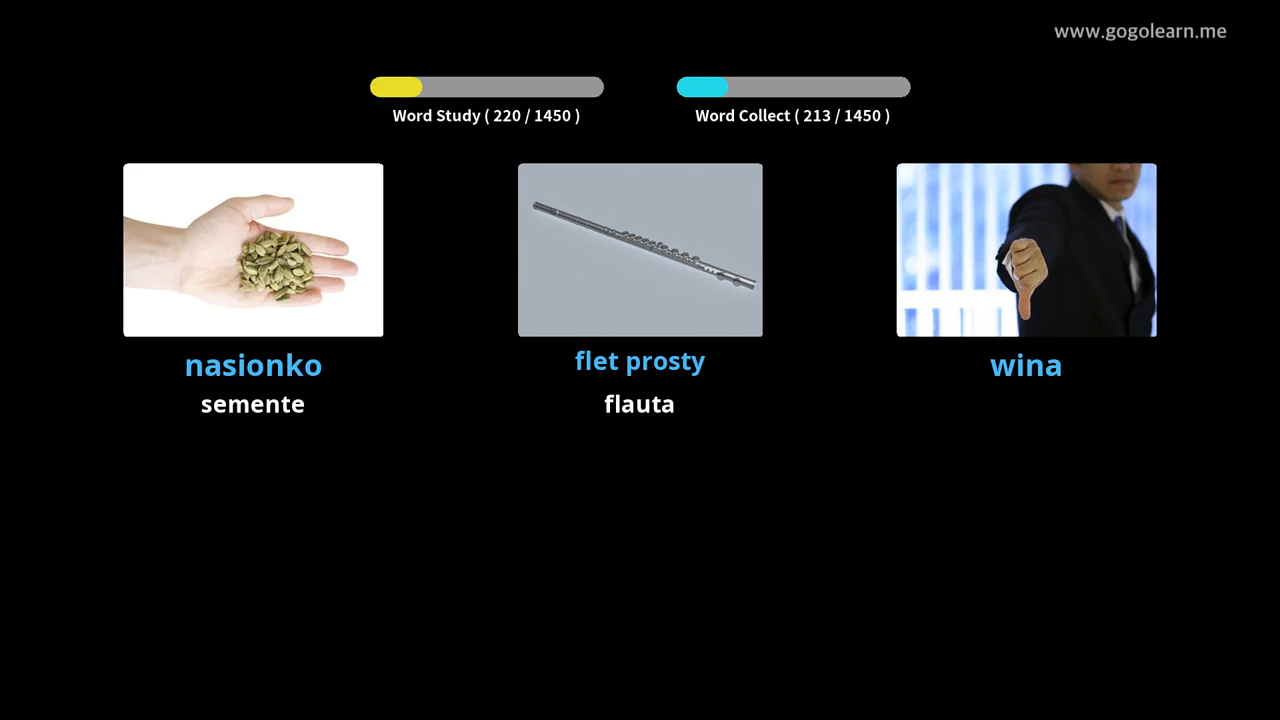 www.gogolearn.me
Word Study ( 220 / 1450 )
Word Collect ( 213 / 1450 )
nasionko
semente
flet prosty
flauta
wina